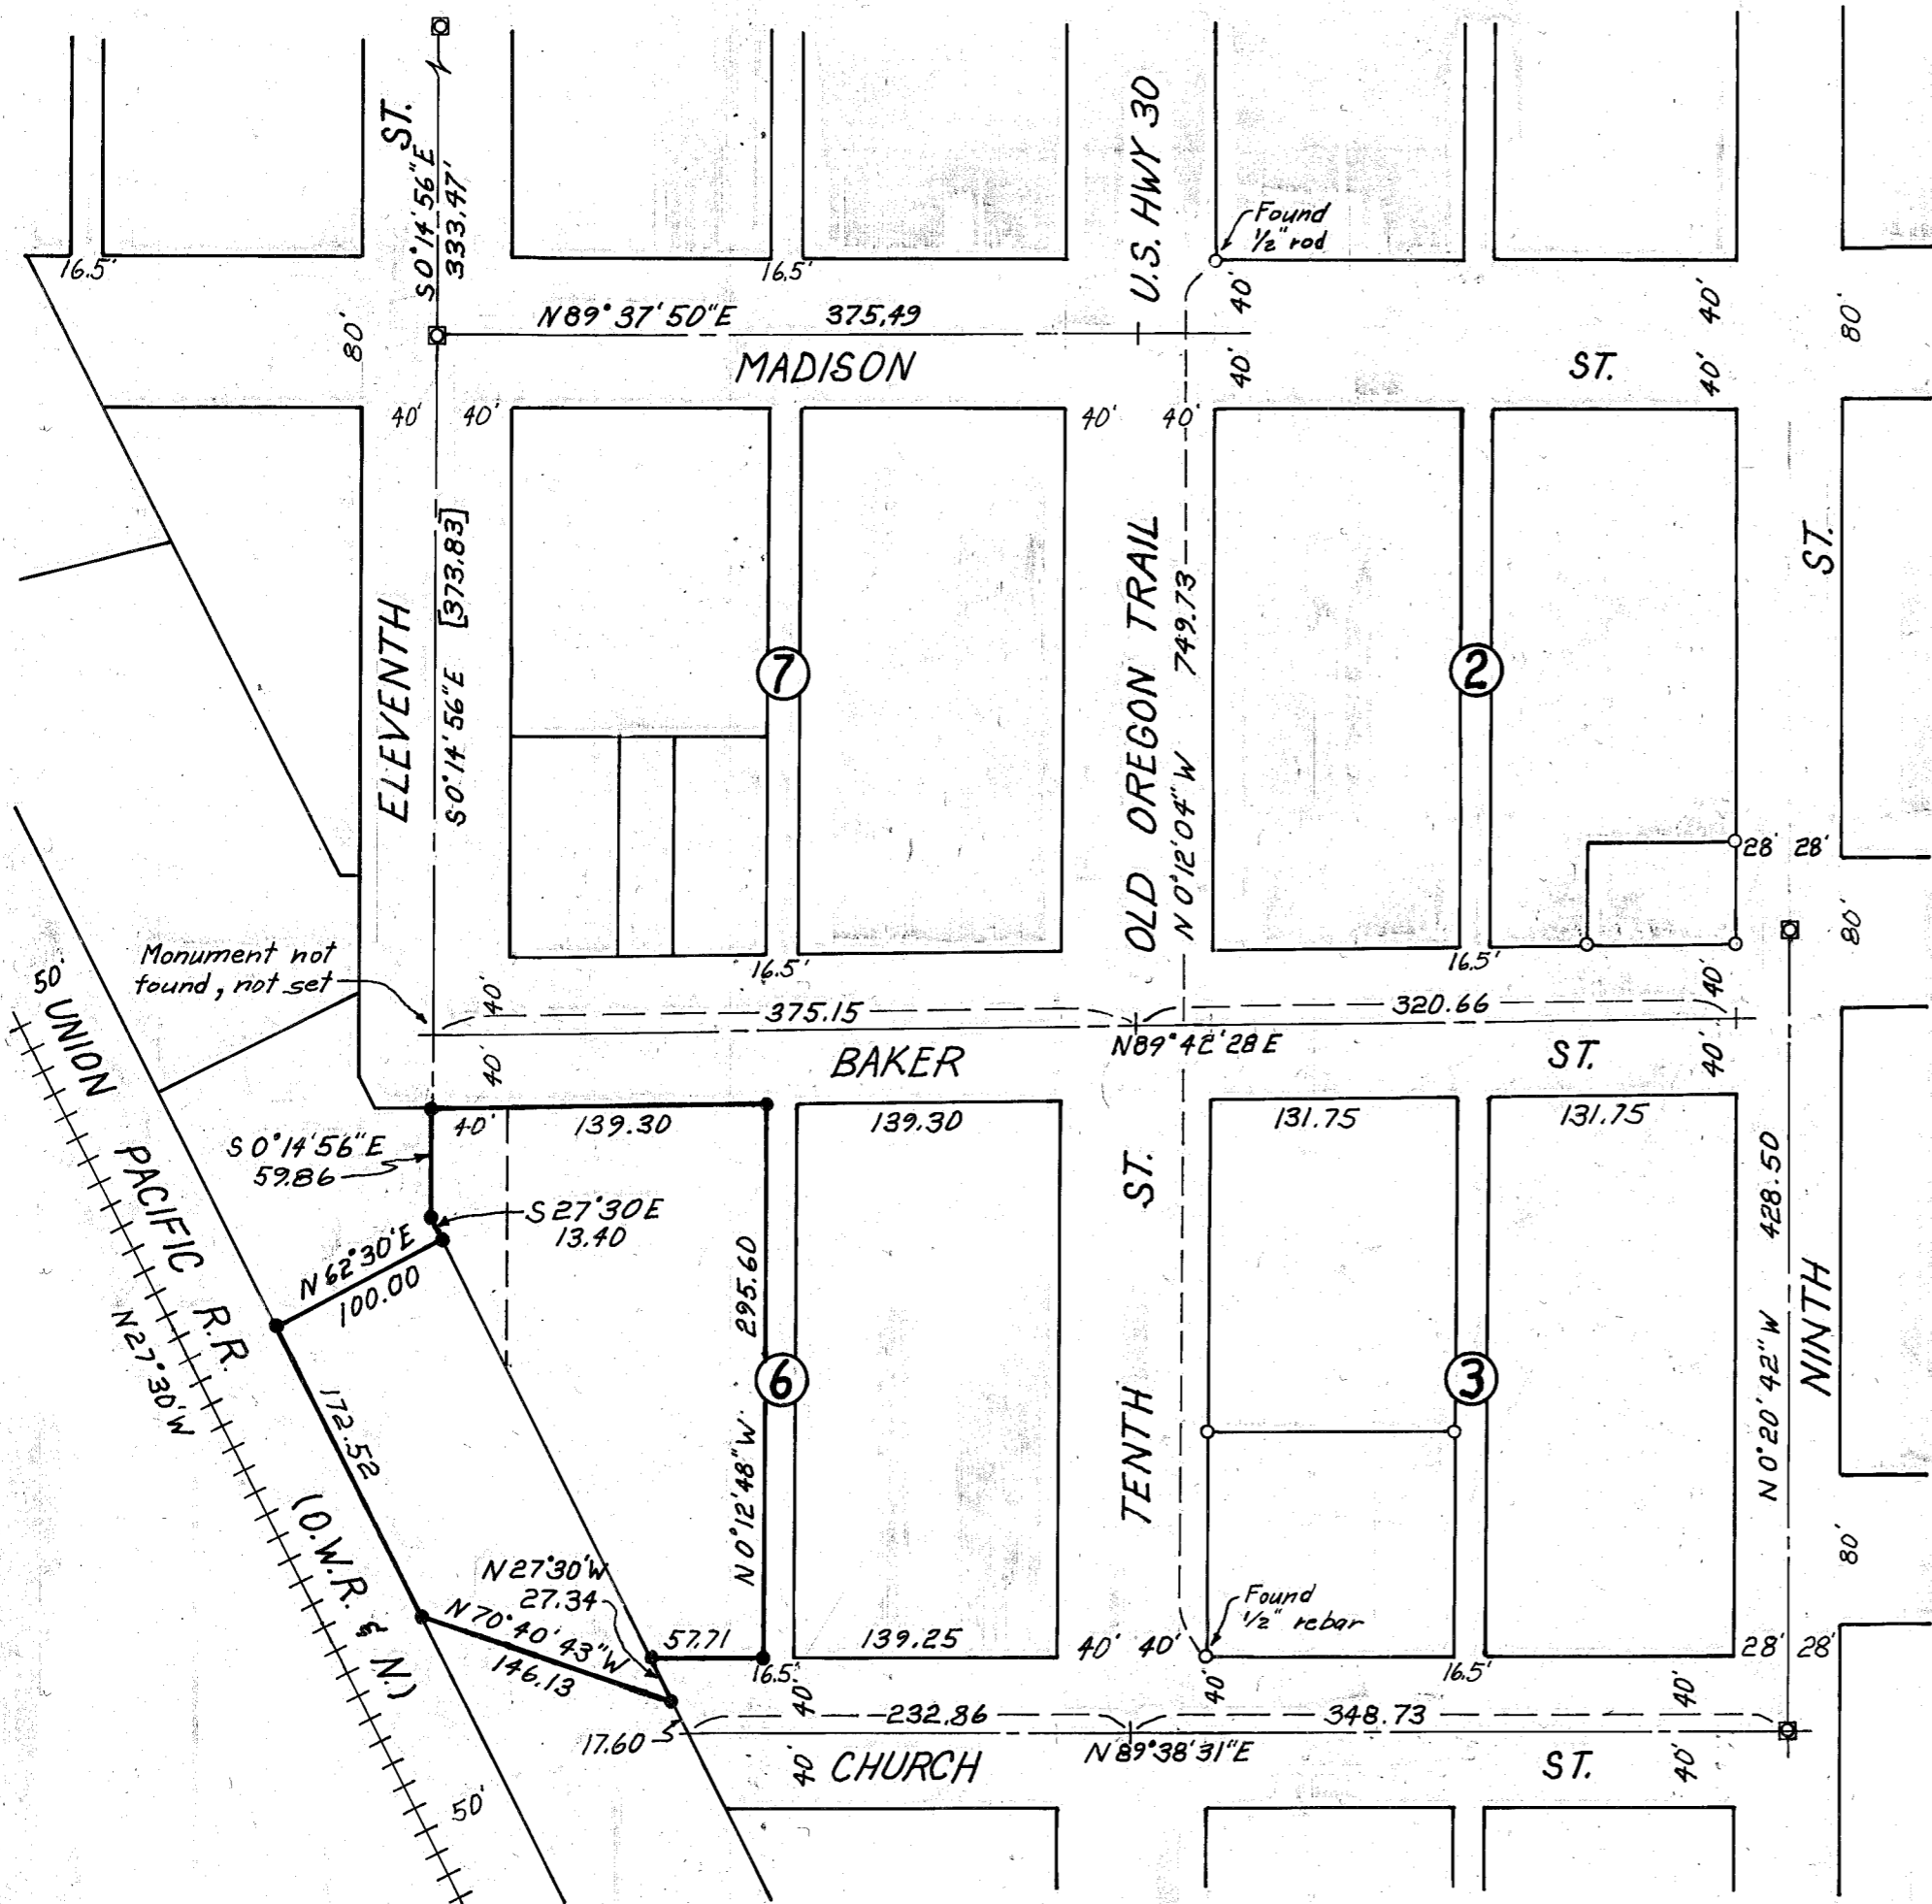 ST.
S 0°14'56"E
333.47'
U.S. HWY 30
Found
1/2" rod
16.5'
16.5'
80'
N 89°37'50"E 375.49
40'
40'
40'
40'
80'
MADISON ST.
40' 40'
40' 40'
ELEVENTH
S 0°14'56"E [373.83]
7
OLD OREGON TRAIL
N 0°12'04"W 749.73
2
ST.
28' 28'
80'
Monument not
found, not set
50'
16.5'
16.5'
40'
40'
375.15
320.66
40'
40'
N89°42'28E
BAKER ST.
UNION PACIFIC R.R. (O.W.R. & N.)
N27°30'W
40' 139.30
139.30
131.75
131.75
S 0°14'56"E
59.86
S 27°30E
13.40
N 62°30'E
100.00
172.52
295.60
N 0°12'48"W
6
TENTH ST.
3
428.50
N 0°20'42"W
NINTH
80'
N 27°30'W
27.34
N 70°40'43"W
146.13
57.71
16.5'
139.25
40' 40'
Found
1/2" rebar
40'
16.5'
28' 28'
40'
40'
17.60
232.86
348.73
N 89°38'31"E
40'
40'
CHURCH ST.
50'